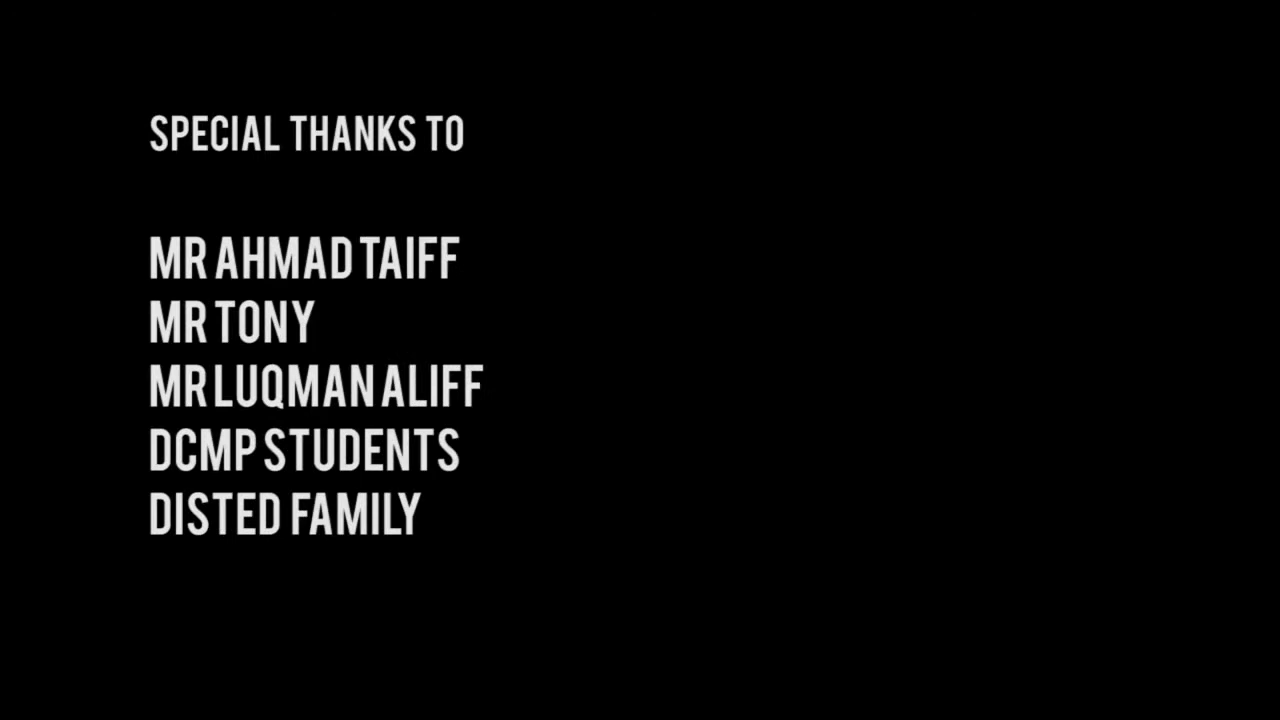 SPECIAL THANKS TO
MR AHMAD TAIFF
MR TONY
MR LUQMAN ALIFF
DCMP STUDENTS
DISTED FAMILY